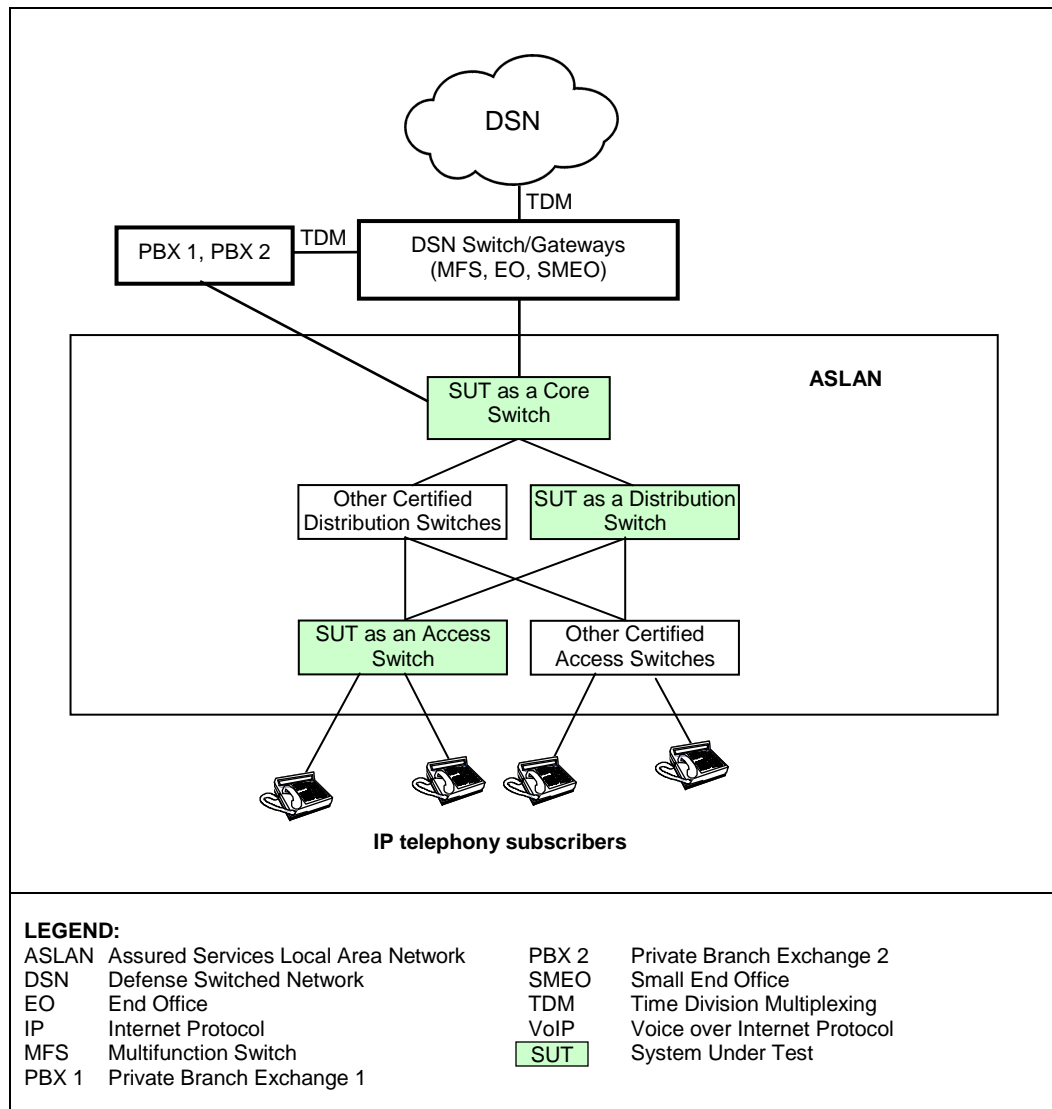 DSN
TDM
PBX 1, PBX 2
TDM
DSN Switch/Gateways
(MFS, EO, SMEO)
ASLAN
SUT as a Core
Switch
Other Certified
Distribution Switches
SUT as a Distribution
Switch
SUT as an Access
Switch
Other Certified
Access Switches
IP telephony subscribers
LEGEND:
ASLAN Assured Services Local Area Network
DSN Defense Switched Network
EO End Office
IP Internet Protocol
MFS Multifunction Switch
PBX 1 Private Branch Exchange 1
PBX 2 Private Branch Exchange 2
SMEO Small End Office
TDM Time Division Multiplexing
VoIP Voice over Internet Protocol
SUT System Under Test